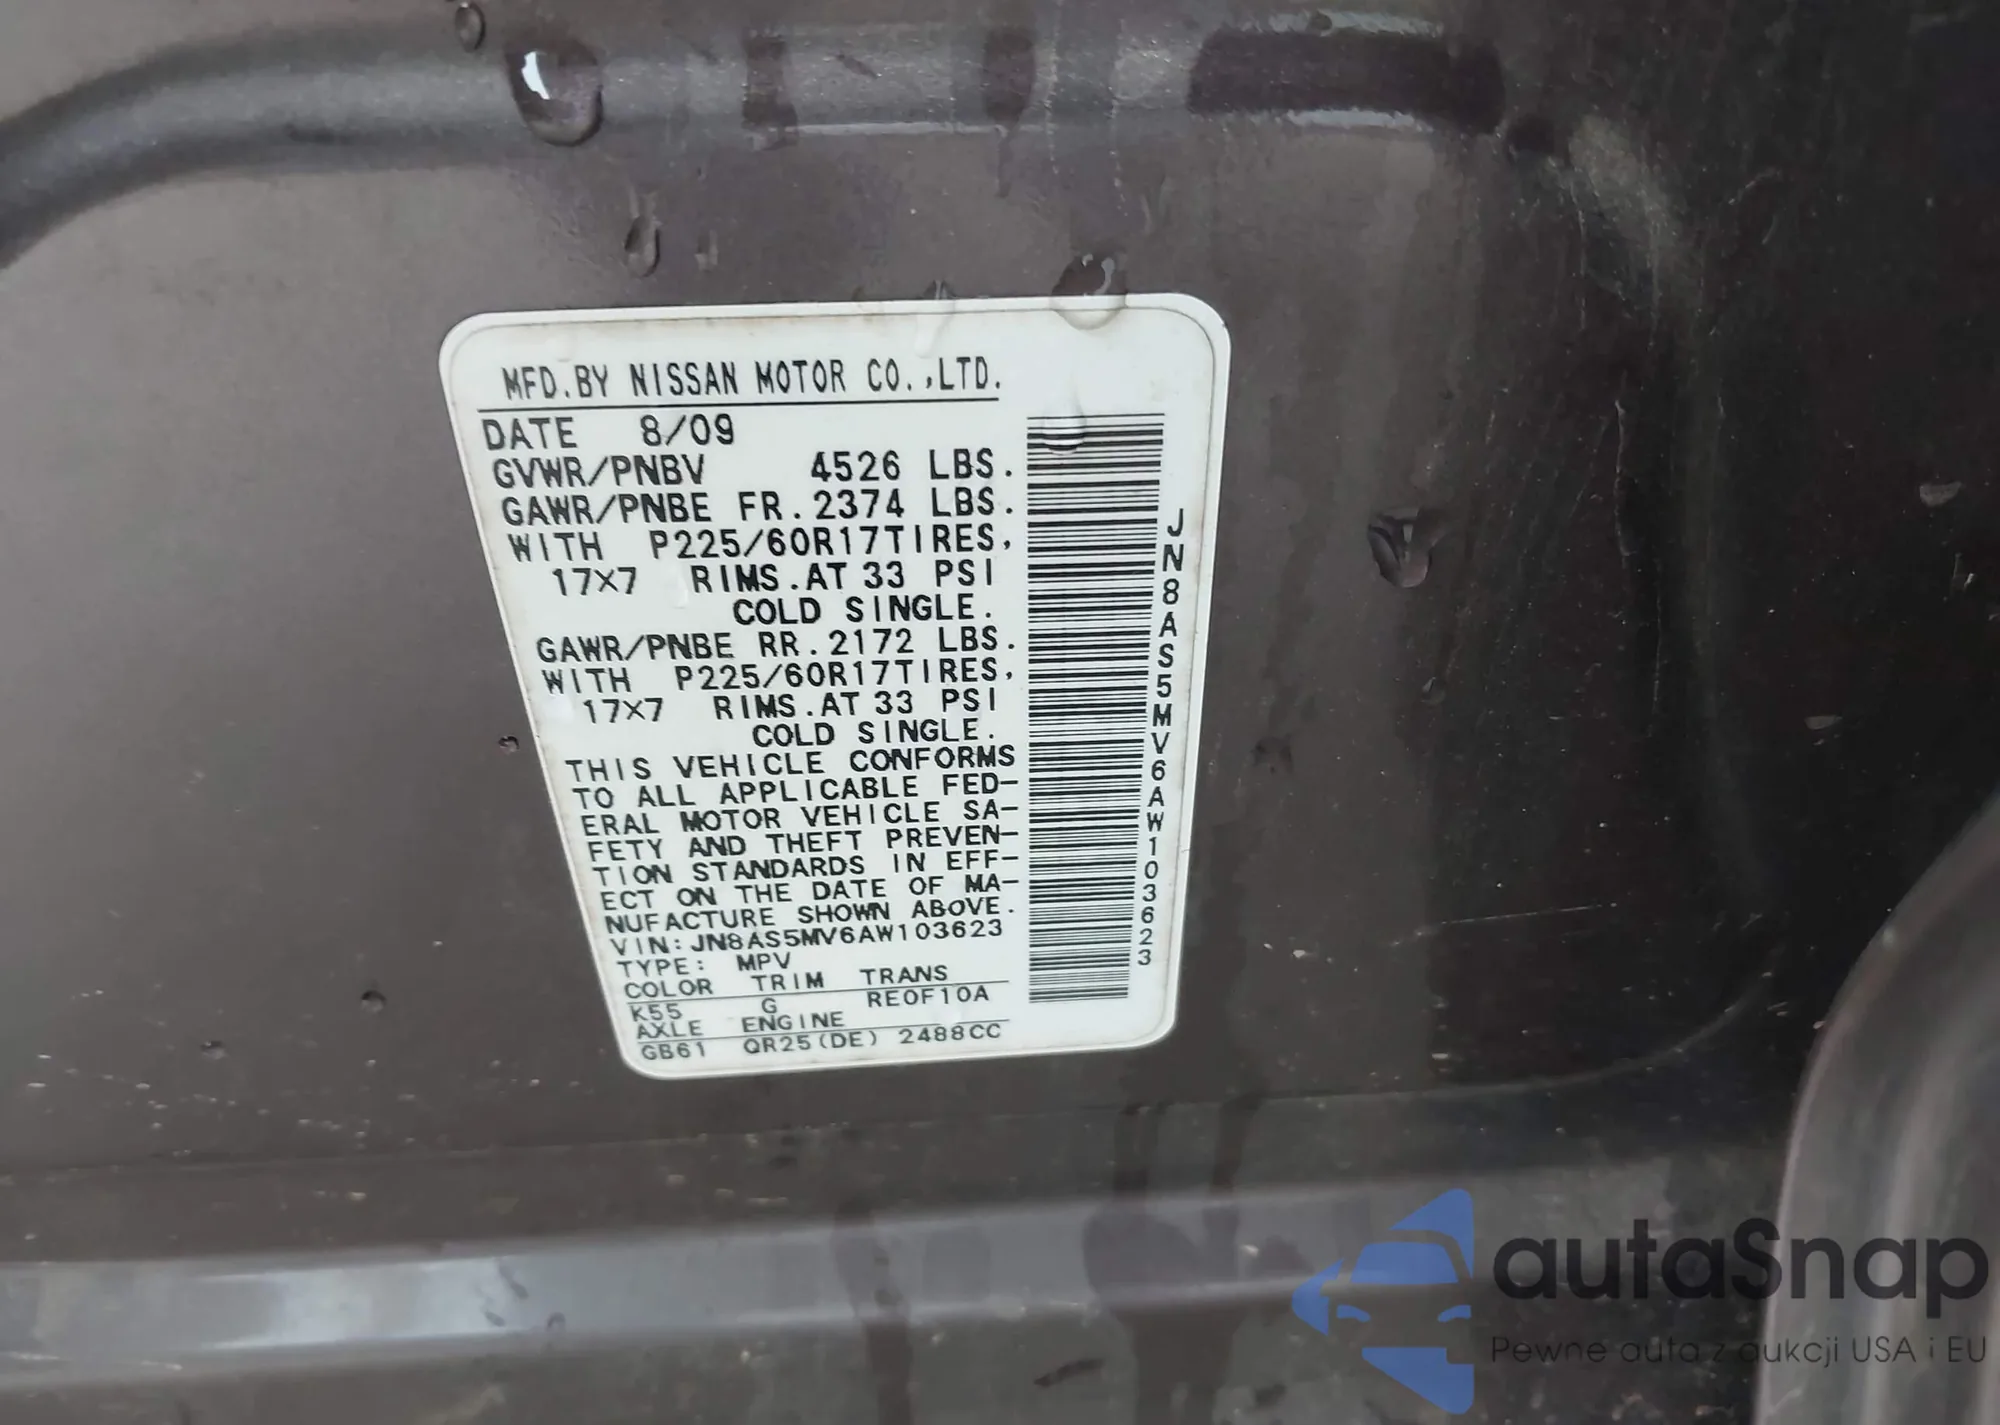 MFD.BY NISSAN MOTOR CO.,LTD.
DATE 8/09
GVWR/PNBV 4526 LBS.
GAWR/PNBE FR.2374 LBS.
WITH P225/60R17TIRES,
17×7 RIMS.AT 33 PSI
COLD SINGLE.
GAWR/PNBE RR.2172 LBS.
WITH P225/60R17TIRES,
17×7 RIMS.AT 33 PSI
COLD SINGLE.
THIS VEHICLE CONFORMS
TO ALL APPLICABLE FED-
ERAL MOTOR VEHICLE SA-
FETY AND THEFT PREVEN-
TION STANDARDS IN EFF-
ECT ON THE DATE OF MA-
NUFACTURE SHOWN ABOVE.
VIN:JN8AS5MV6AW103623
TYPE: MPV
COLOR TRIM TRANS
K55 G RE0F10A
AXLE ENGINE
GB61 QR25(DE) 2488CC
JN8AS5MV6AW103623
autaSnap
Pewne auta z aukcji USA i EU